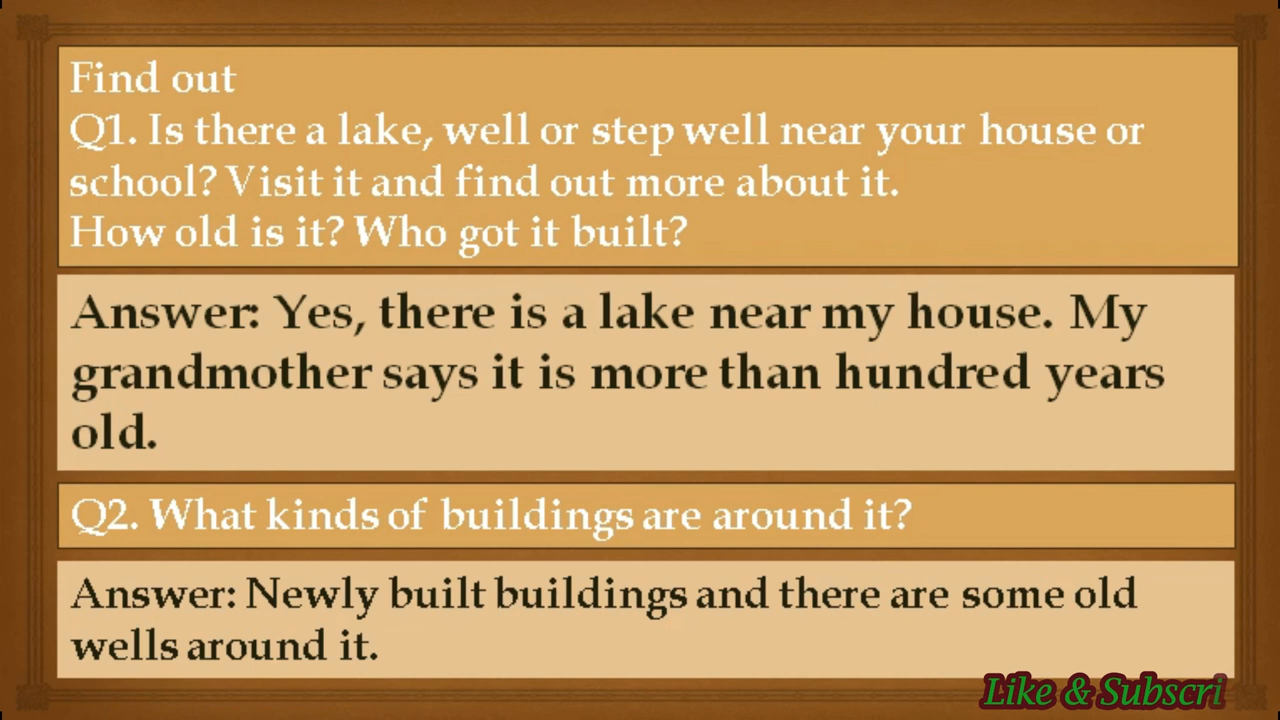 Find out
Q1. Is there a lake, well or step well near your house or
school? Visit it and find out more about it.
How old is it? Who got it built?
Answer: Yes, there is a lake near my house. My
grandmother says it is more than hundred years
old.
Q2. What kinds of buildings are around it?
Answer: Newly built buildings and there are some old
wells around it.
Like & Subscri